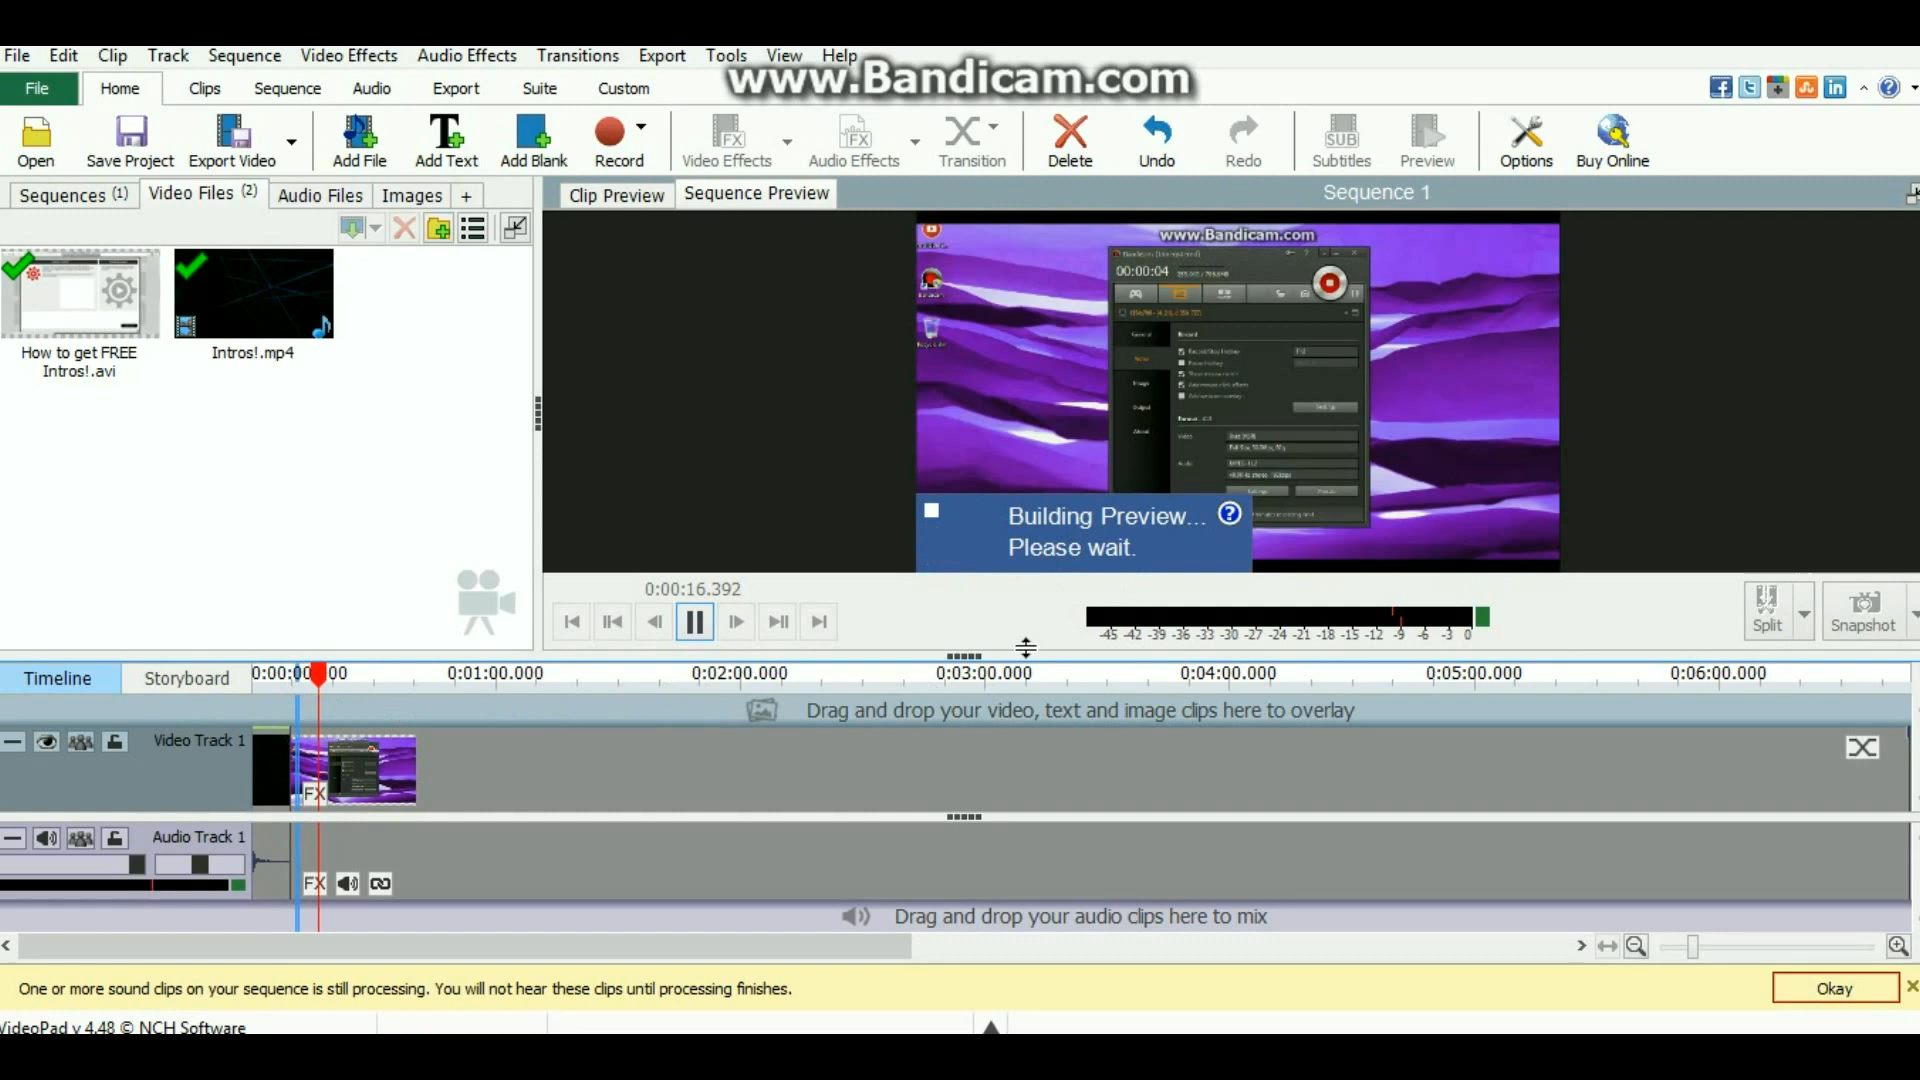 File Edit Clip Track Sequence Video Effects Audio Effects Transitions Export Tools View Help
www.Bandicam.com
File Home Clips Sequence Audio Export Suite Custom
Open Save Project Export Video Add File Add Text Add Blank Record Video Effects Audio Effects Transition Delete Undo Redo Subtitles Preview Options Buy Online
Sequences (1) Video Files (2) Audio Files Images +
Clip Preview Sequence Preview Sequence 1
How to get FREE
Intros!.avi
Intros!.mp4
www.Bandicam.com
00:00:04
Building Preview...
Please wait.
0:00:16.392
-45 -42 -39 -36 -33 -30 -27 -24 -21 -18 -15 -12 -9 -6 -3 0
Split Snapshot
Timeline Storyboard
0:01:00.000 0:02:00.000 0:03:00.000 0:04:00.000 0:05:00.000 0:06:00.000
Drag and drop your video, text and image clips here to overlay
Video Track 1
FX
Audio Track 1
FX
Drag and drop your audio clips here to mix
One or more sound clips on your sequence is still processing. You will not hear these clips until processing finishes.
Okay
VideoPad v 4.48 © NCH Software